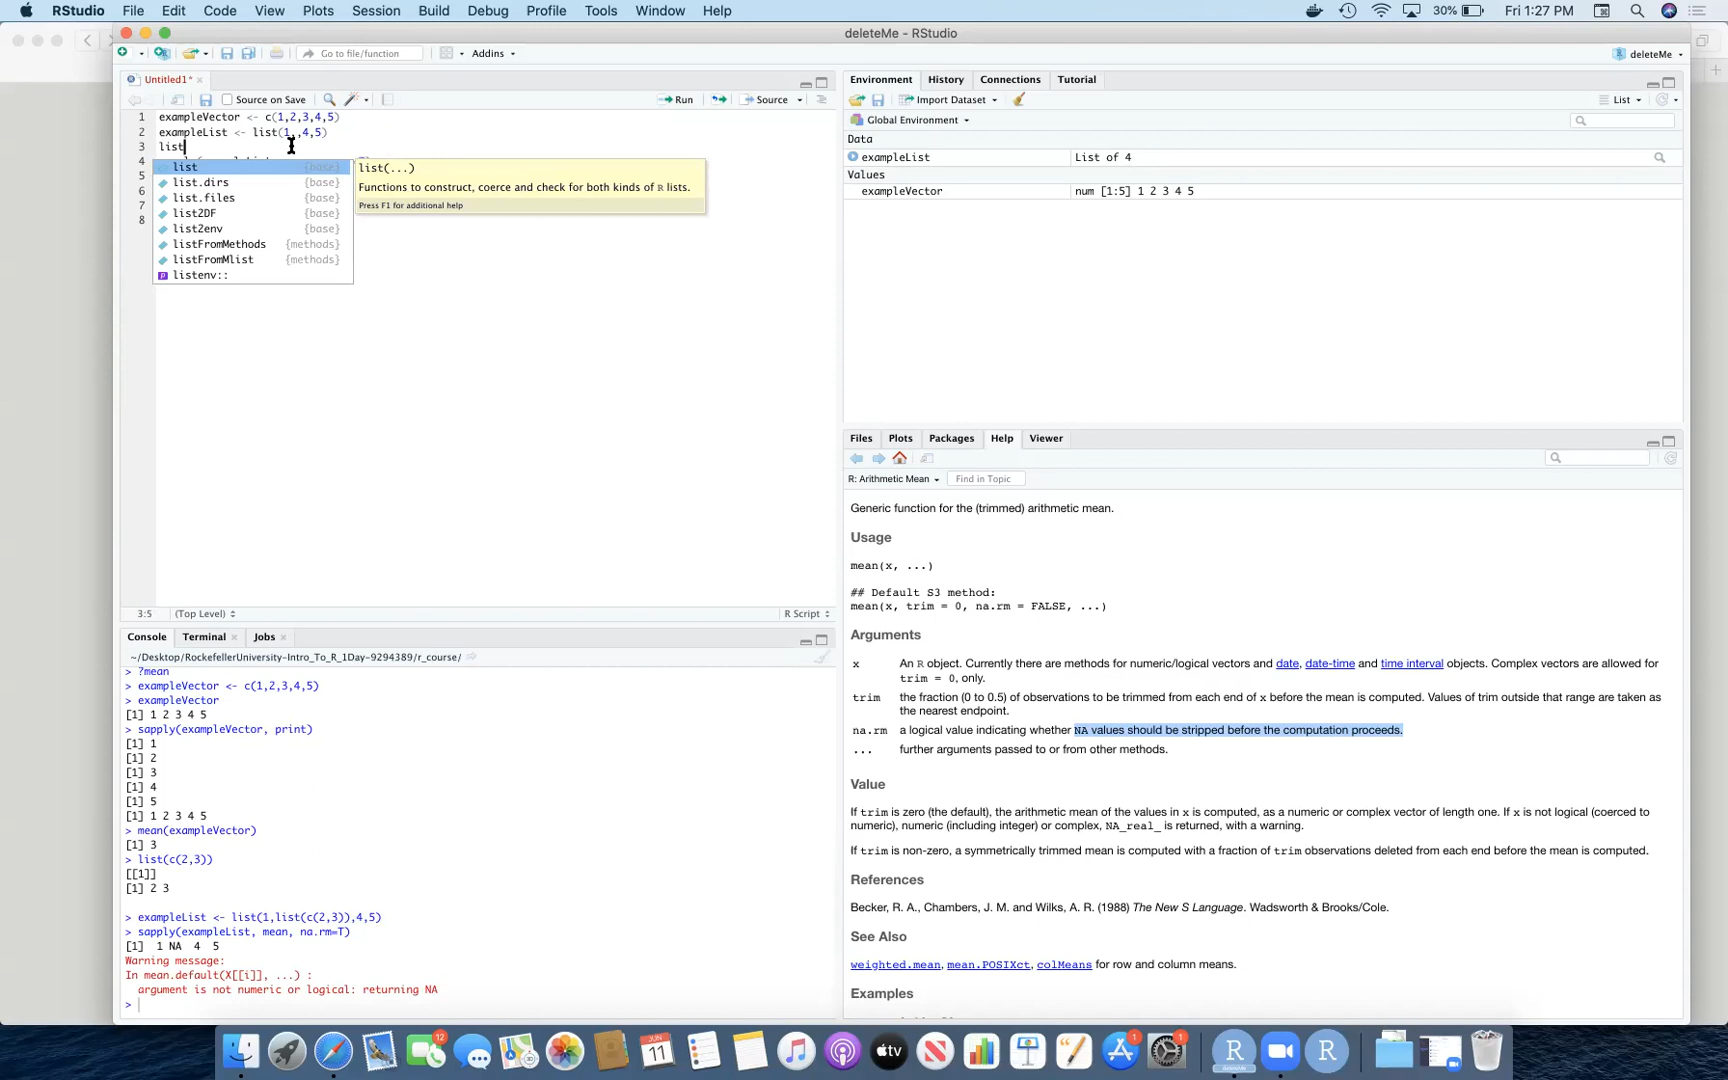 RStudio File Edit Code View Plots Session Build Debug Profile Tools Window Help 30% Fri 1:27 PM
deleteMe - RStudio
Go to file/function Addins deleteMe
Untitled1*
Source on Save Run Source
1 exampleVector <- c(1,2,3,4,5)
2 exampleList <- list(1,,4,5)
3 list
4
5
6
7
8
list {base}
list.dirs {base}
list.files {base}
list2DF {base}
list2env {base}
listFromMethods {methods}
listFromMlist {methods}
listenv::
list(...)
Functions to construct, coerce and check for both kinds of R lists.
Press F1 for additional help
3:5 (Top Level) R Script
Console Terminal Jobs
~/Desktop/RockefellerUniversity-Intro_To_R_1Day-9294389/r_course/
> ?mean
> exampleVector <- c(1,2,3,4,5)
> exampleVector
[1] 1 2 3 4 5
> sapply(exampleVector, print)
[1] 1
[1] 2
[1] 3
[1] 4
[1] 5
[1] 1 2 3 4 5
> mean(exampleVector)
[1] 3
> list(c(2,3))
[[1]]
[1] 2 3
> exampleList <- list(1,list(c(2,3)),4,5)
> sapply(exampleList, mean, na.rm=T)
[1] 1 NA 4 5
Warning message:
In mean.default(X[[i]], ...) :
argument is not numeric or logical: returning NA
>
Environment History Connections Tutorial
Import Dataset List
Global Environment
Data
exampleList List of 4
Values
exampleVector num [1:5] 1 2 3 4 5
Files Plots Packages Help Viewer
R: Arithmetic Mean Find in Topic
Generic function for the (trimmed) arithmetic mean.
Usage
mean(x, ...)
## Default S3 method:
mean(x, trim = 0, na.rm = FALSE, ...)
Arguments
x An R object. Currently there are methods for numeric/logical vectors and date, date-time and time interval objects. Complex vectors are allowed for
trim = 0, only.
trim the fraction (0 to 0.5) of observations to be trimmed from each end of x before the mean is computed. Values of trim outside that range are taken as
the nearest endpoint.
na.rm a logical value indicating whether NA values should be stripped before the computation proceeds.
... further arguments passed to or from other methods.
Value
If trim is zero (the default), the arithmetic mean of the values in x is computed, as a numeric or complex vector of length one. If x is not logical (coerced to
numeric), numeric (including integer) or complex, NA_real_ is returned, with a warning.
If trim is non-zero, a symmetrically trimmed mean is computed with a fraction of trim observations deleted from each end before the mean is computed.
References
Becker, R. A., Chambers, J. M. and Wilks, A. R. (1988) The New S Language. Wadsworth & Brooks/Cole.
See Also
weighted.mean, mean.POSIXct, colMeans for row and column means.
Examples
12 JUN 11 tv 1 1 R R